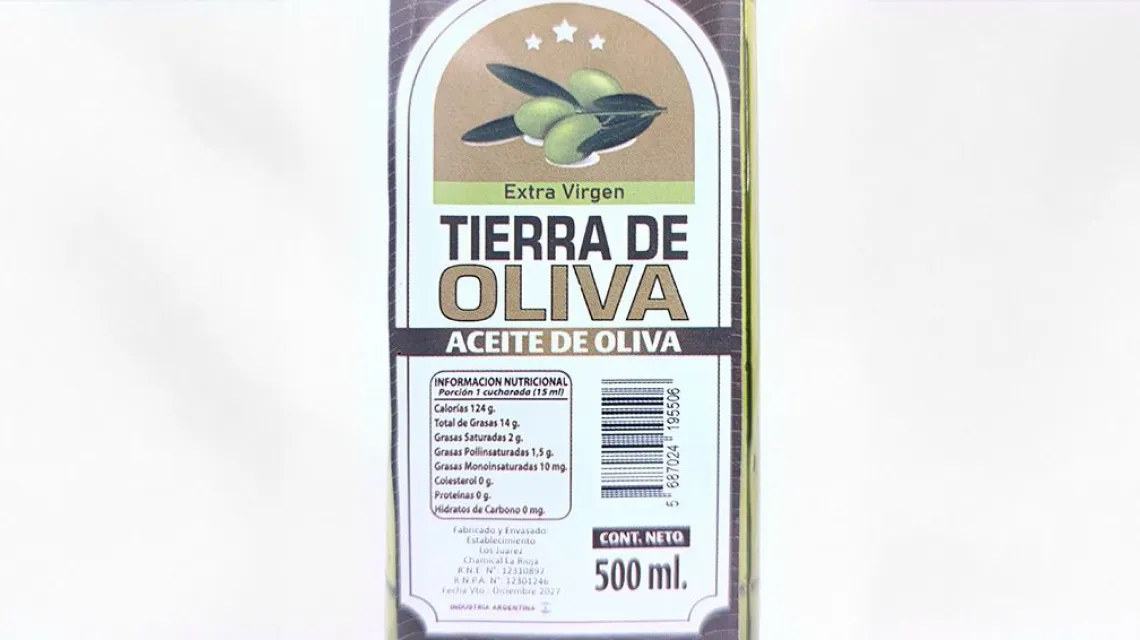 Extra Virgen
TIERRA DE
OLIVA
ACEITE DE OLIVA
INFORMACION NUTRICIONAL
Porción 1 cucharada (15 ml)
Calorías 124 g.
Total de Grasas 14 g.
Grasas Saturadas 2 g.
Grasas Pollinsaturadas 1,5 g.
Grasas Monoinsaturadas 10 mg.
Colesterol 0 g.
Proteínas 0 g.
Hidratos de Carbono 0 mg.
Fabricado y Envasado:
Establecimiento
Los Juarez
Chamical La Rioja
R.N.E. N°: 12310897
R.N.P.A. N°: 12301246
Fecha Vto.: Diciembre 2027
INDUSTRIA ARGENTINA
5 687024 195506
CONT. NETO
500 ml.